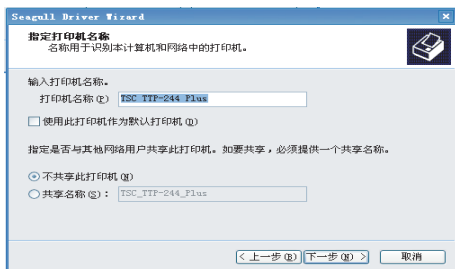 Seagull Driver Wizard
指定打印机名称
名称用于识别本计算机和网络中的打印机。
输入打印机名称。
打印机名称(P) TSC TTP-244 Plus
使用此打印机作为默认打印机(D)
指定是否与其他网络用户共享此打印机。如要共享，必须提供一个共享名称。
不共享此打印机(N)
共享名称(S)： TSC_TTP-244_Plus
< 上一步(B) 下一步(N) > 取消